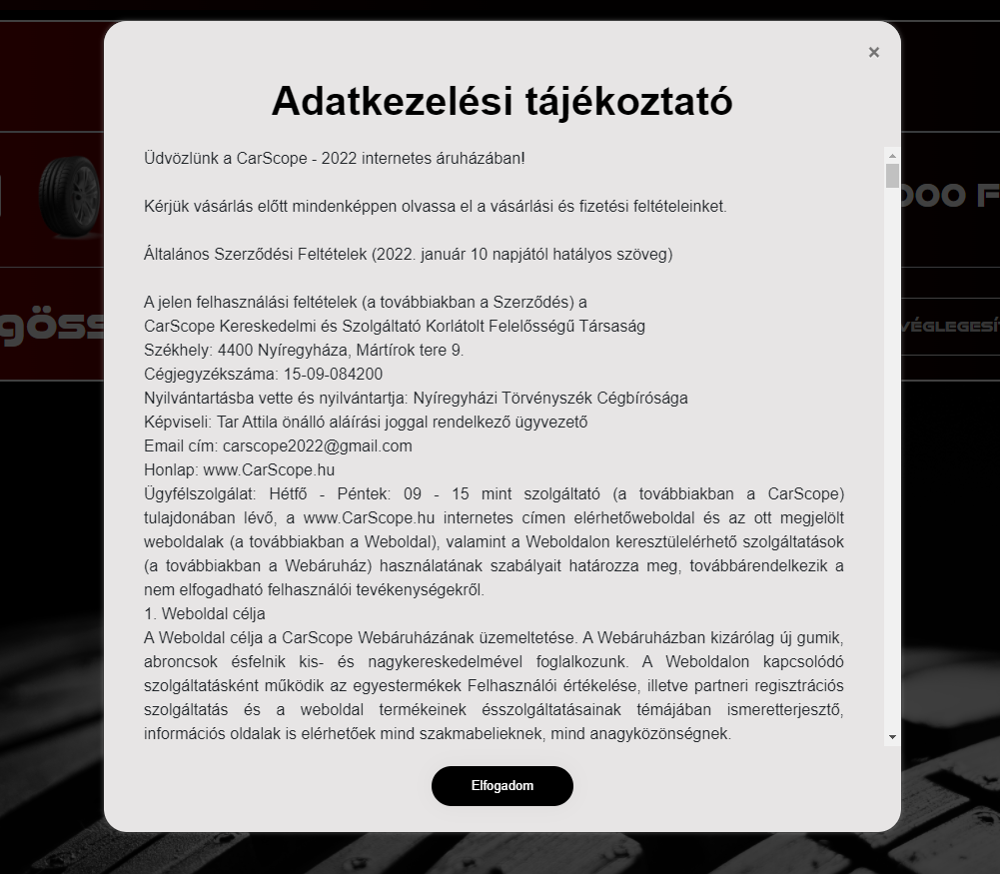 ×
Adatkezelési tájékoztató
Üdvözlünk a CarScope - 2022 internetes áruházában!
Kérjük vásárlás előtt mindenképpen olvassa el a vásárlási és fizetési feltételeinket.
Általános Szerződési Feltételek (2022. január 10 napjától hatályos szöveg)
A jelen felhasználási feltételek (a továbbiakban a Szerződés) a
CarScope Kereskedelmi és Szolgáltató Korlátolt Felelősségű Társaság
Székhely: 4400 Nyíregyháza, Mártírok tere 9.
Cégjegyzékszáma: 15-09-084200
Nyilvántartásba vette és nyilvántartja: Nyíregyházi Törvényszék Cégbírósága
Képviseli: Tar Attila önálló aláírási joggal rendelkező ügyvezető
Email cím: carscope2022@gmail.com
Honlap: www.CarScope.hu
Ügyfélszolgálat: Hétfő - Péntek: 09 - 15 mint szolgáltató (a továbbiakban a CarScope)
tulajdonában lévő, a www.CarScope.hu internetes címen elérhetőweboldal és az ott megjelölt
weboldalak (a továbbiakban a Weboldal), valamint a Weboldalon keresztülelérhető szolgáltatások
(a továbbiakban a Webáruház) használatának szabályait határozza meg, továbbárendelkezik a
nem elfogadható felhasználói tevékenységekről.
1. Weboldal célja
A Weboldal célja a CarScope Webáruházának üzemeltetése. A Webáruházban kizárólag új gumik,
abroncsok ésfelnik kis- és nagykereskedelmével foglalkozunk. A Weboldalon kapcsolódó
szolgáltatásként működik az egyestermékek Felhasználói értékelése, illetve partneri regisztrációs
szolgáltatás és a weboldal termékeinek ésszolgáltatásainak témájában ismeretterjesztő,
információs oldalak is elérhetőek mind szakmabelieknek, mind anagyközönségnek.
Elfogadom